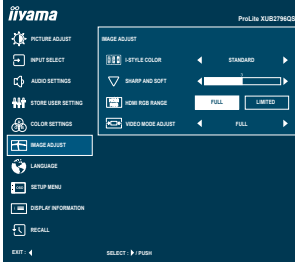 iiyama
ProLite XUB2796QS
PICTURE ADJUST
INPUT SELECT
AUDIO SETTINGS
STORE USER SETTING
COLOR SETTINGS
IMAGE ADJUST
LANGUAGE
SETUP MENU
DISPLAY INFORMATION
RECALL
IMAGE ADJUST
I-STYLE COLOR STANDARD
SHARP AND SOFT 3
HDMI RGB RANGE FULL LIMITED
VIDEO MODE ADJUST FULL
EXIT :
SELECT : / PUSH